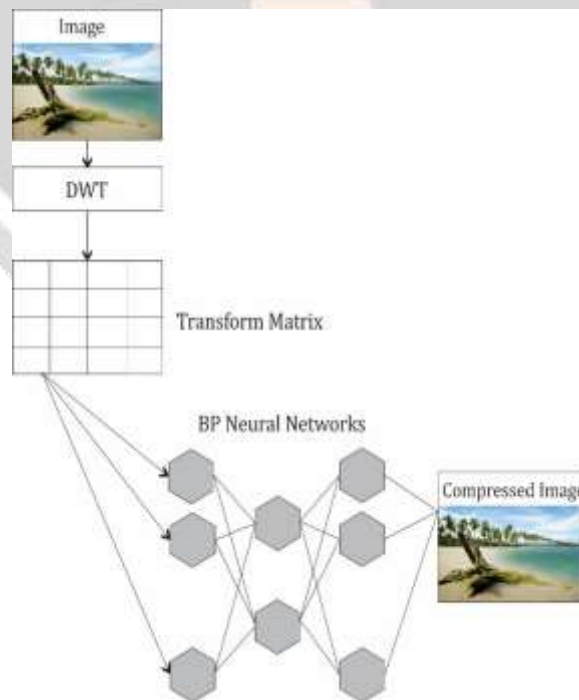 Image
DWT
Transform Matrix
BP Neural Networks
Compressed Image